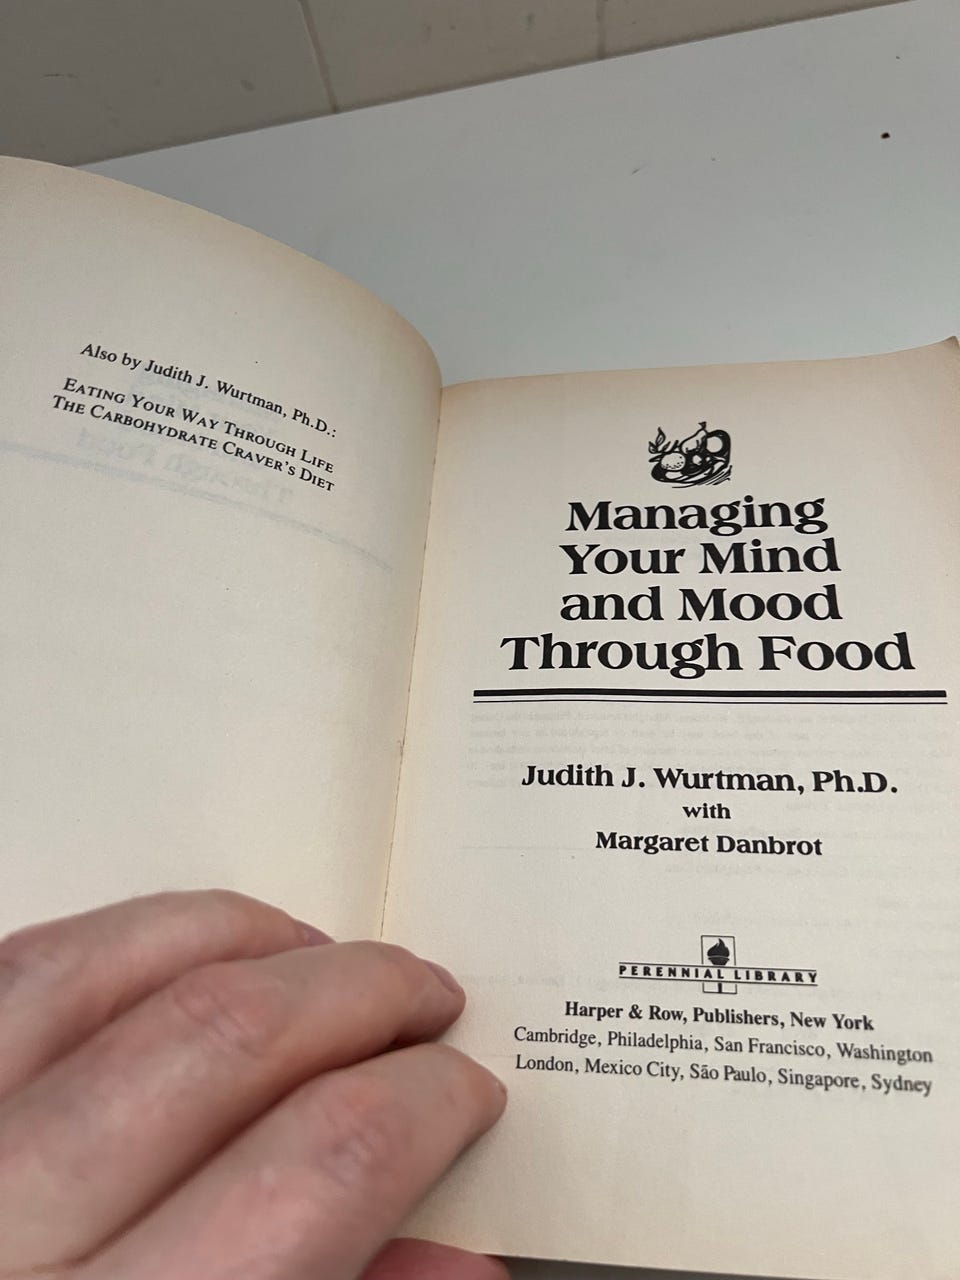 Also by Judith J. Wurtman, Ph.D.:
EATING YOUR WAY THROUGH LIFE
THE CARBOHYDRATE CRAVER'S DIET
Managing
Your Mind
and Mood
Through Food
Judith J. Wurtman, Ph.D.
with
Margaret Danbrot
PERENNIAL LIBRARY
Harper & Row, Publishers, New York
Cambridge, Philadelphia, San Francisco, Washington
London, Mexico City, São Paulo, Singapore, Sydney